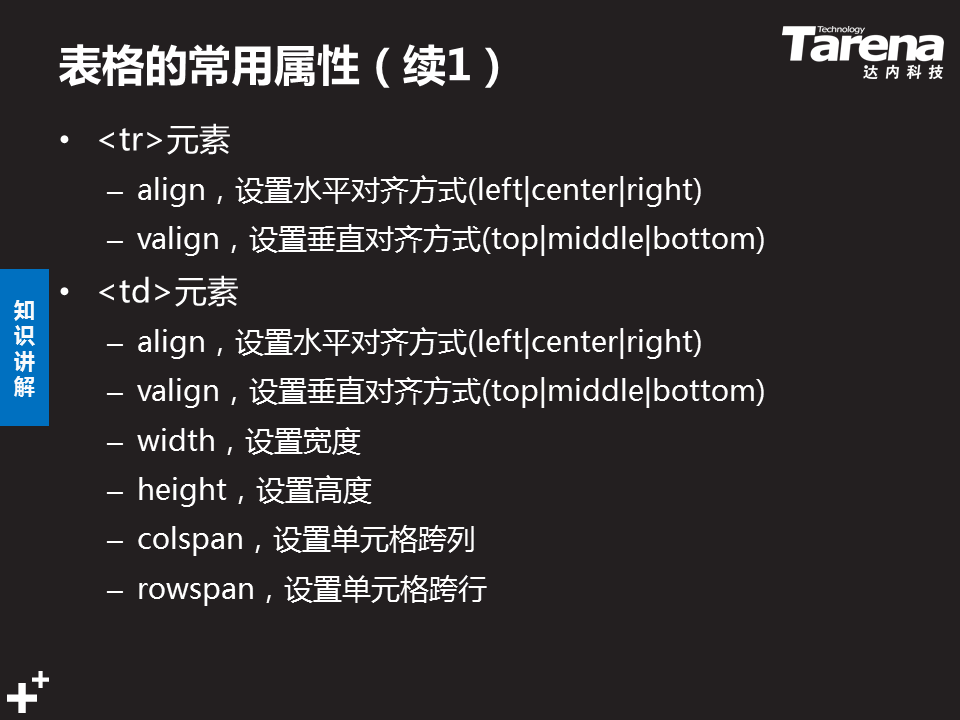 表格的常用属性（续1）
Technology
Tarena
达内科技
• <tr>元素
– align，设置水平对齐方式(left|center|right)
– valign，设置垂直对齐方式(top|middle|bottom)
• <td>元素
– align，设置水平对齐方式(left|center|right)
– valign，设置垂直对齐方式(top|middle|bottom)
– width，设置宽度
– height，设置高度
– colspan，设置单元格跨列
– rowspan，设置单元格跨行
知
识
讲
解